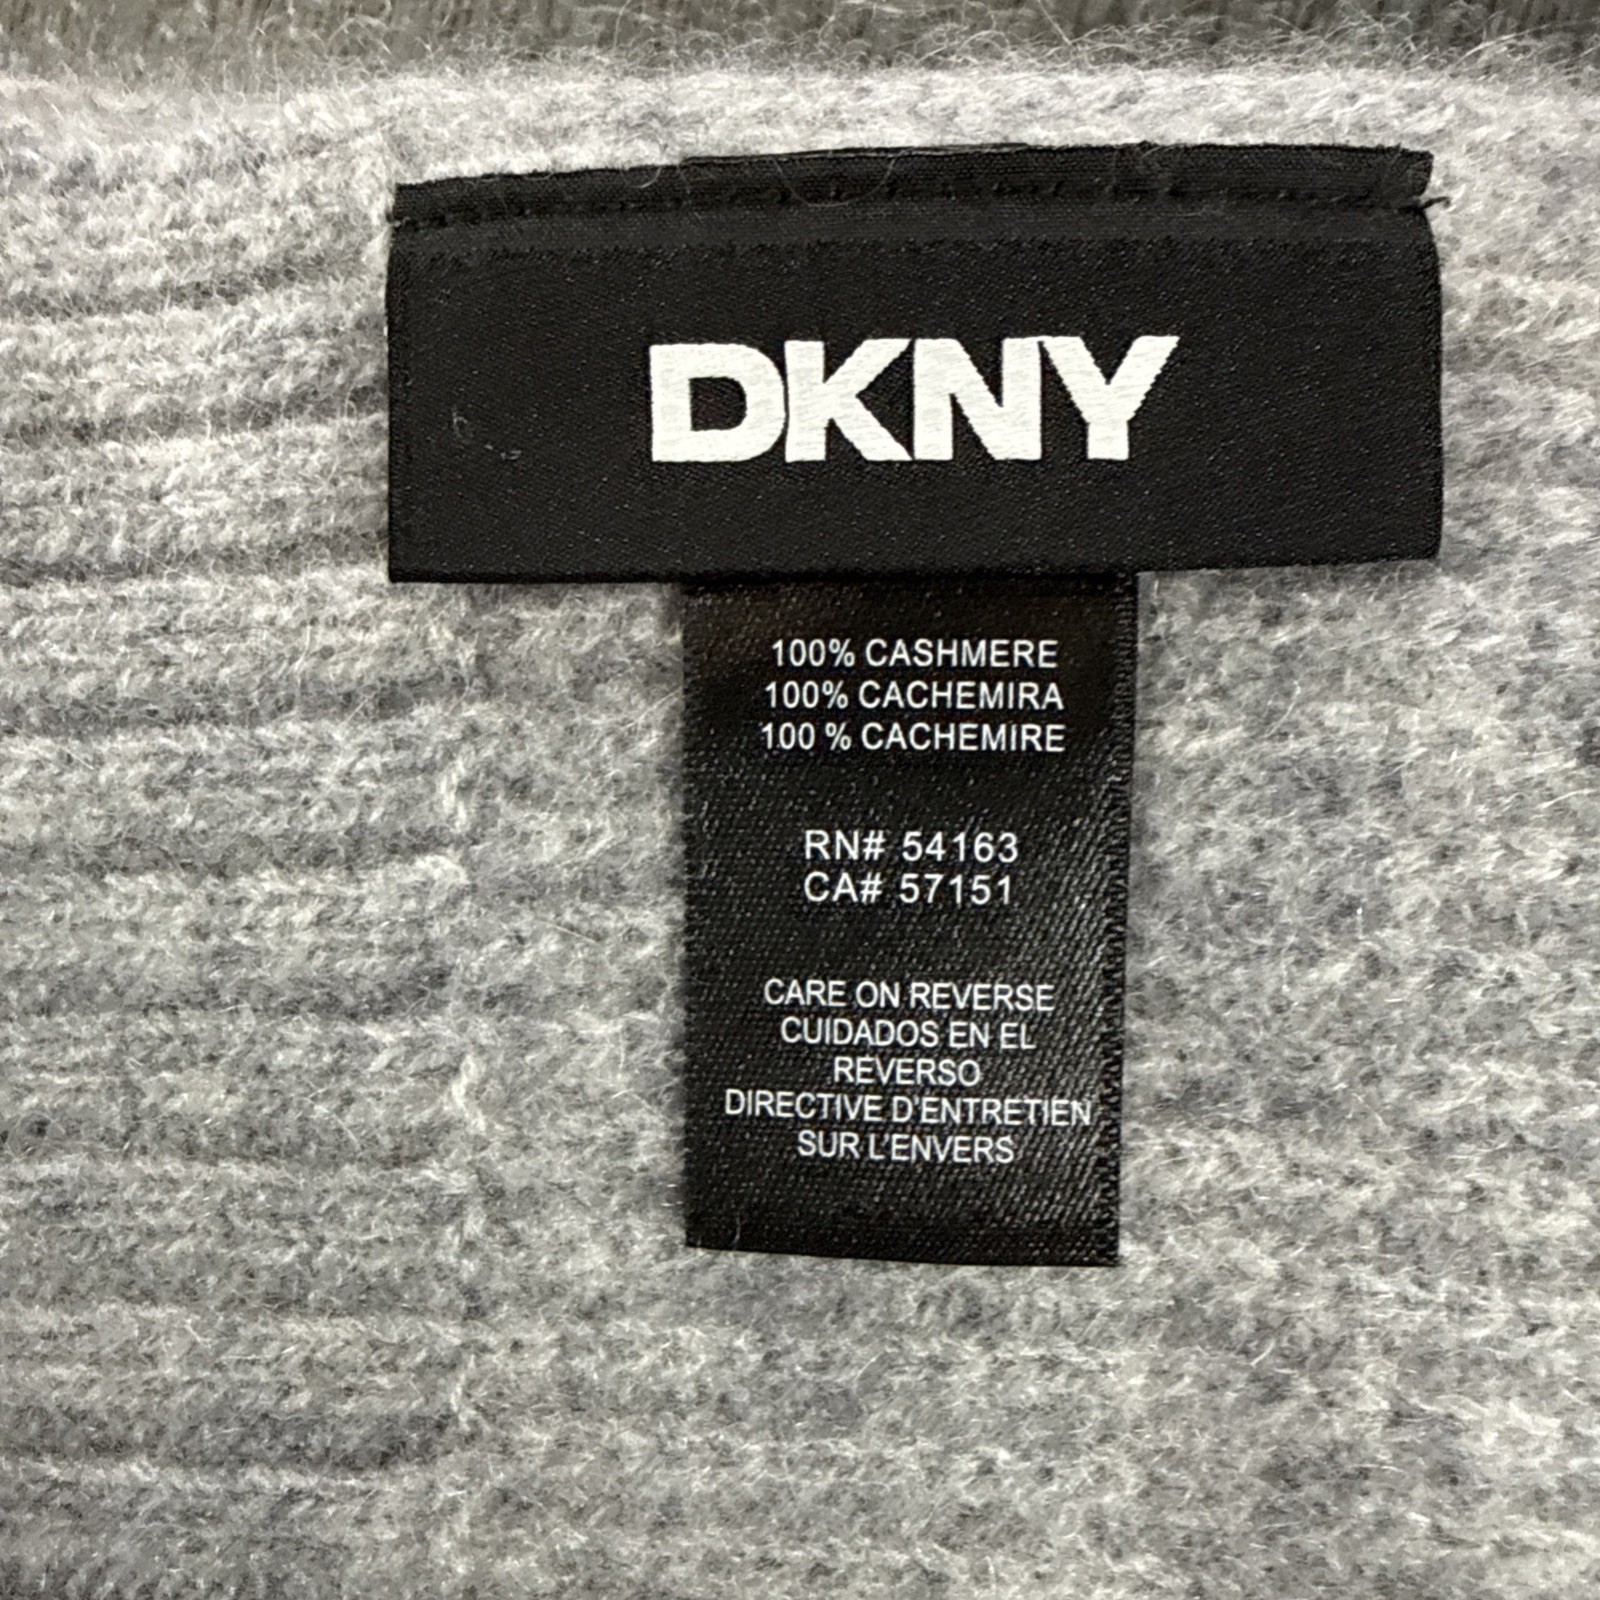 DKNY
100% CASHMERE
100% CACHEMIRA
100 % CACHEMIRE
RN# 54163
CA# 57151
CARE ON REVERSE
CUIDADOS EN EL
REVERSO
DIRECTIVE D'ENTRETIEN
SUR L'ENVERS